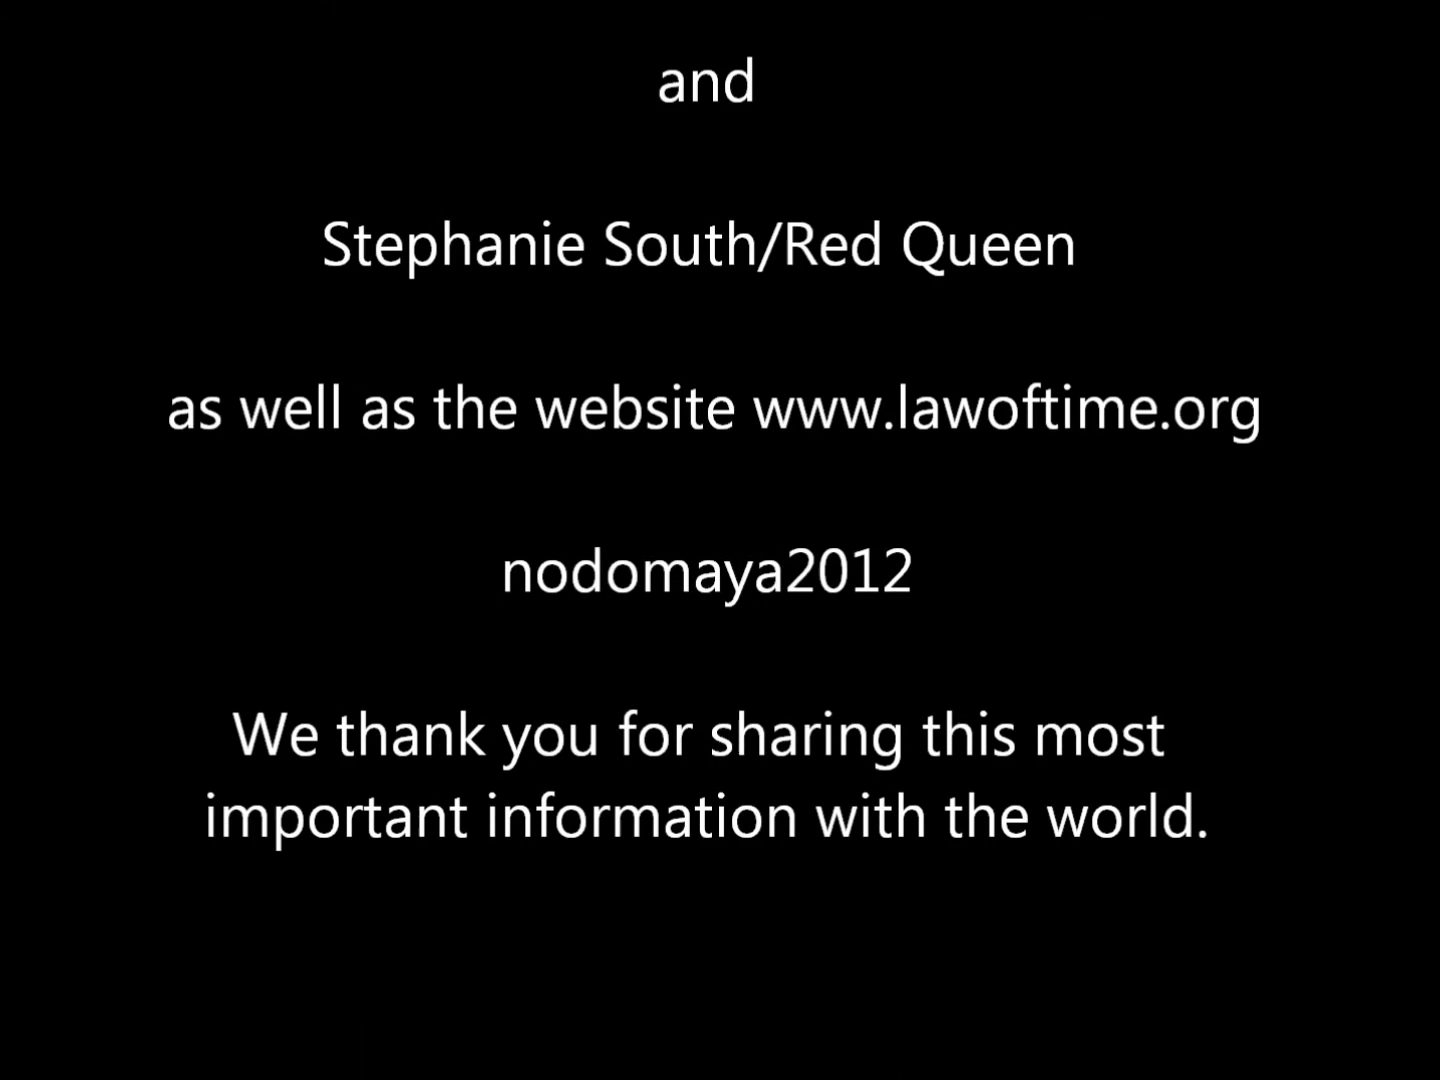 and
Stephanie South/Red Queen
as well as the website www.lawoftime.org
nodomaya2012
We thank you for sharing this most
important information with the world.